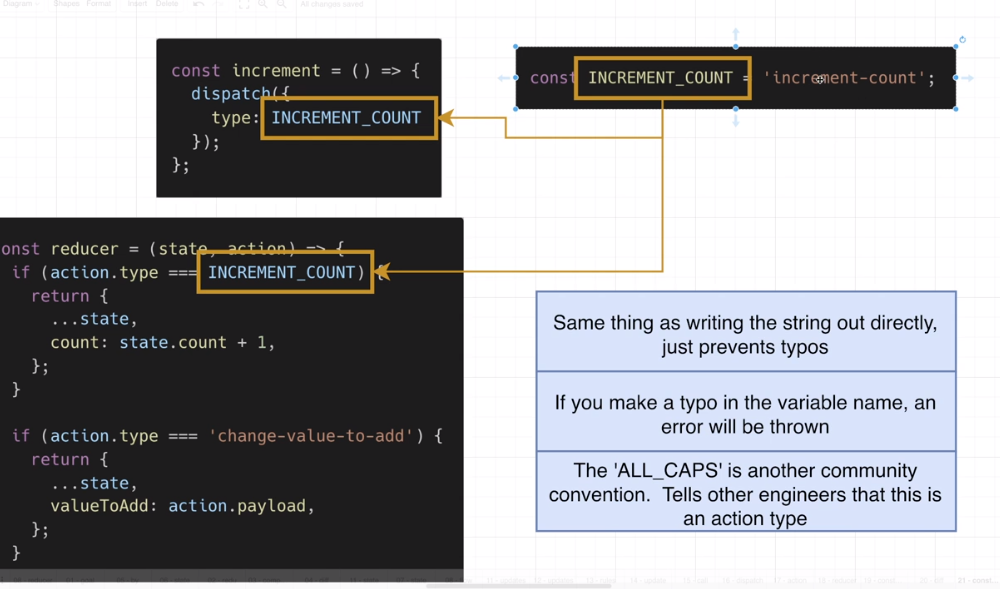 Diagram Shapes Format Insert Delete All changes saved
const increment = () => {
dispatch({
type: INCREMENT_COUNT
});
};
const INCREMENT_COUNT = 'increment-count';
onst reducer = (state, action) => {
if (action.type === INCREMENT_COUNT) {
return {
...state,
count: state.count + 1,
};
}
if (action.type === 'change-value-to-add') {
return {
...state,
valueToAdd: action.payload,
};
}
Same thing as writing the string out directly,
just prevents typos
If you make a typo in the variable name, an
error will be thrown
The 'ALL_CAPS' is another community
convention. Tells other engineers that this is
an action type